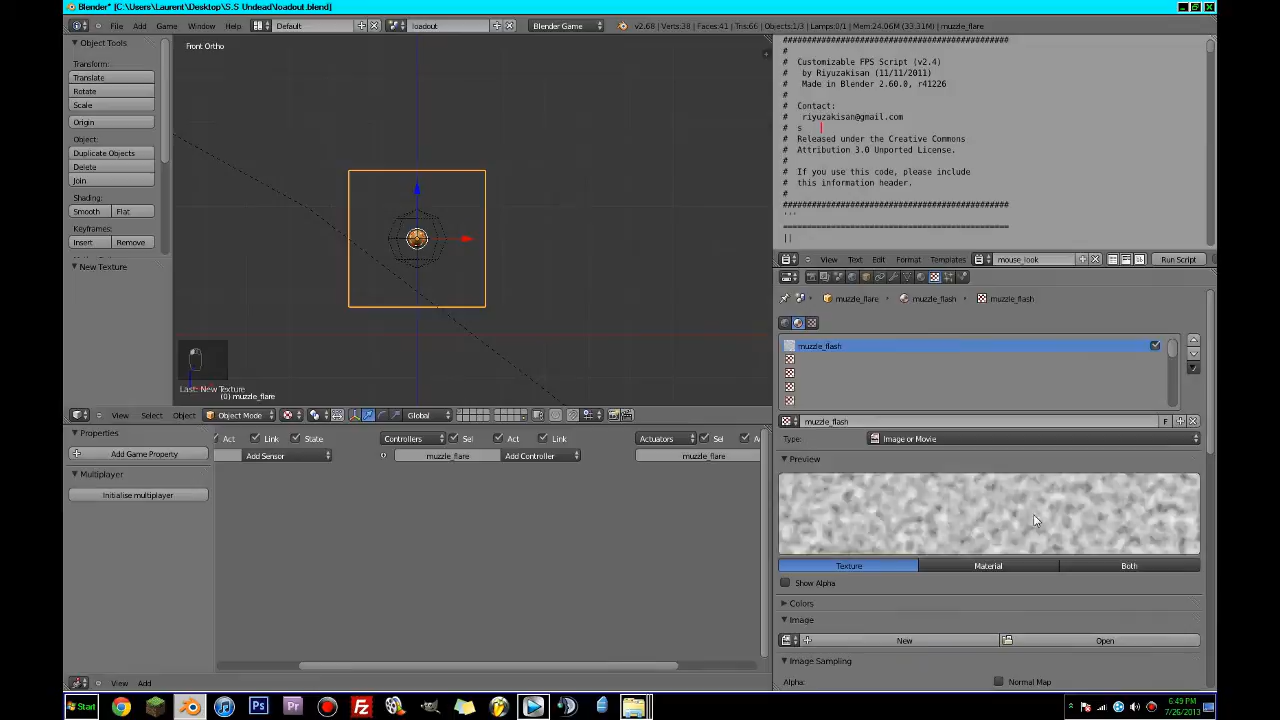 Blender* [C:\Users\Laurent\Desktop\S.S Undead\loadout.blend]
File Add Game Window Help Default loadout Blender Game v2.68 | Verts:38 | Faces:41 | Tris:66 | Objects:1/3 | Lamps:0/1 | Mem:24.06M (33.31M) | muzzle_flare
Object Tools
Transform:
Translate
Rotate
Scale
Origin
Object:
Duplicate Objects
Delete
Join
Shading:
Smooth Flat
Keyframes:
Insert Remove
New Texture
Front Ortho
Last: New Texture
(0) muzzle_flare
View Select Object Object Mode Global
Properties
Add Game Property
Multiplayer
Initialise multiplayer
Act Link State Controllers Sel Act Link Actuators Sel
Add Sensor muzzle_flare Add Controller muzzle_flare
View Add
##############################################
#
# Customizable FPS Script (v2.4)
# by Riyuzakisan (11/11/2011)
# Made in Blender 2.60.0, r41226
#
# Contact:
# riyuzakisan@gmail.com
# s
# Released under the Creative Commons
# Attribution 3.0 Unported License.
#
# If you use this code, please include
# this information header.
#
##############################################
'''
==============================================
||
View Text Edit Format Templates mouse_look Run Script
muzzle_flare muzzle_flash muzzle_flash
muzzle_flash
muzzle_flash F
Type: Image or Movie
Preview
Texture Material Both
Show Alpha
Colors
Image
New Open
Image Sampling
Alpha: Normal Map
Start 6:49 PM
7/26/2013